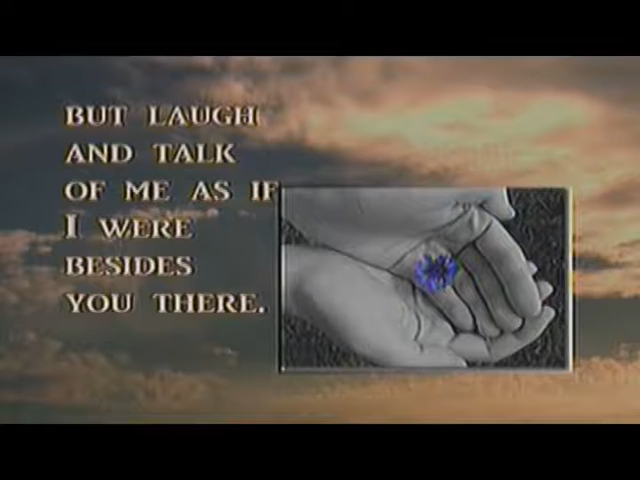 BUT LAUGH
AND TALK
OF ME AS IF
I WERE
BESIDES
YOU THERE.